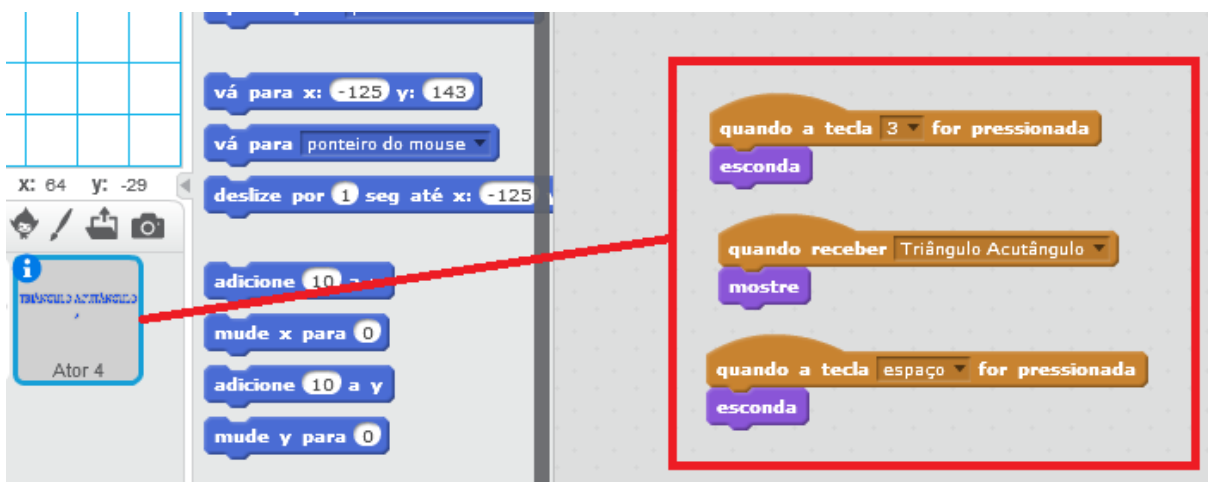 vá para x: -125 y: 143
vá para ponteiro do mouse
deslize por 1 seg até x: -125
adicione 10 a
mude x para 0
adicione 10 a y
mude y para 0
X: 64 y: -29
TRIÂNGULO ACUTÂNGULO
Ator 4
quando a tecla 3 for pressionada
esconda
quando receber Triângulo Acutângulo
mostre
quando a tecla espaço for pressionada
esconda